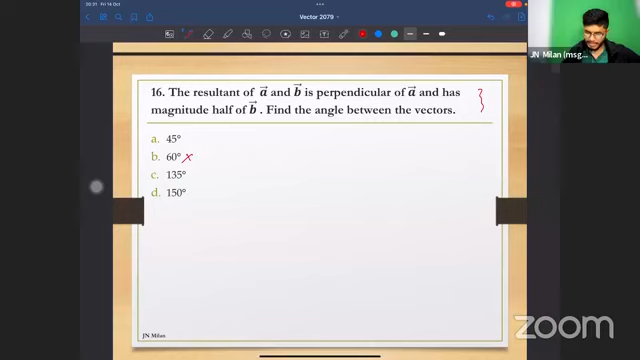 20:31 Fri 14 Oct
Vector 2079
JN Milan (msg...
16. The resultant of a⃗ and b⃗ is perpendicular of a⃗ and has
magnitude half of b⃗ . Find the angle between the vectors.
a. 45°
b. 60° x
c. 135°
d. 150°
JN Milan
zoom